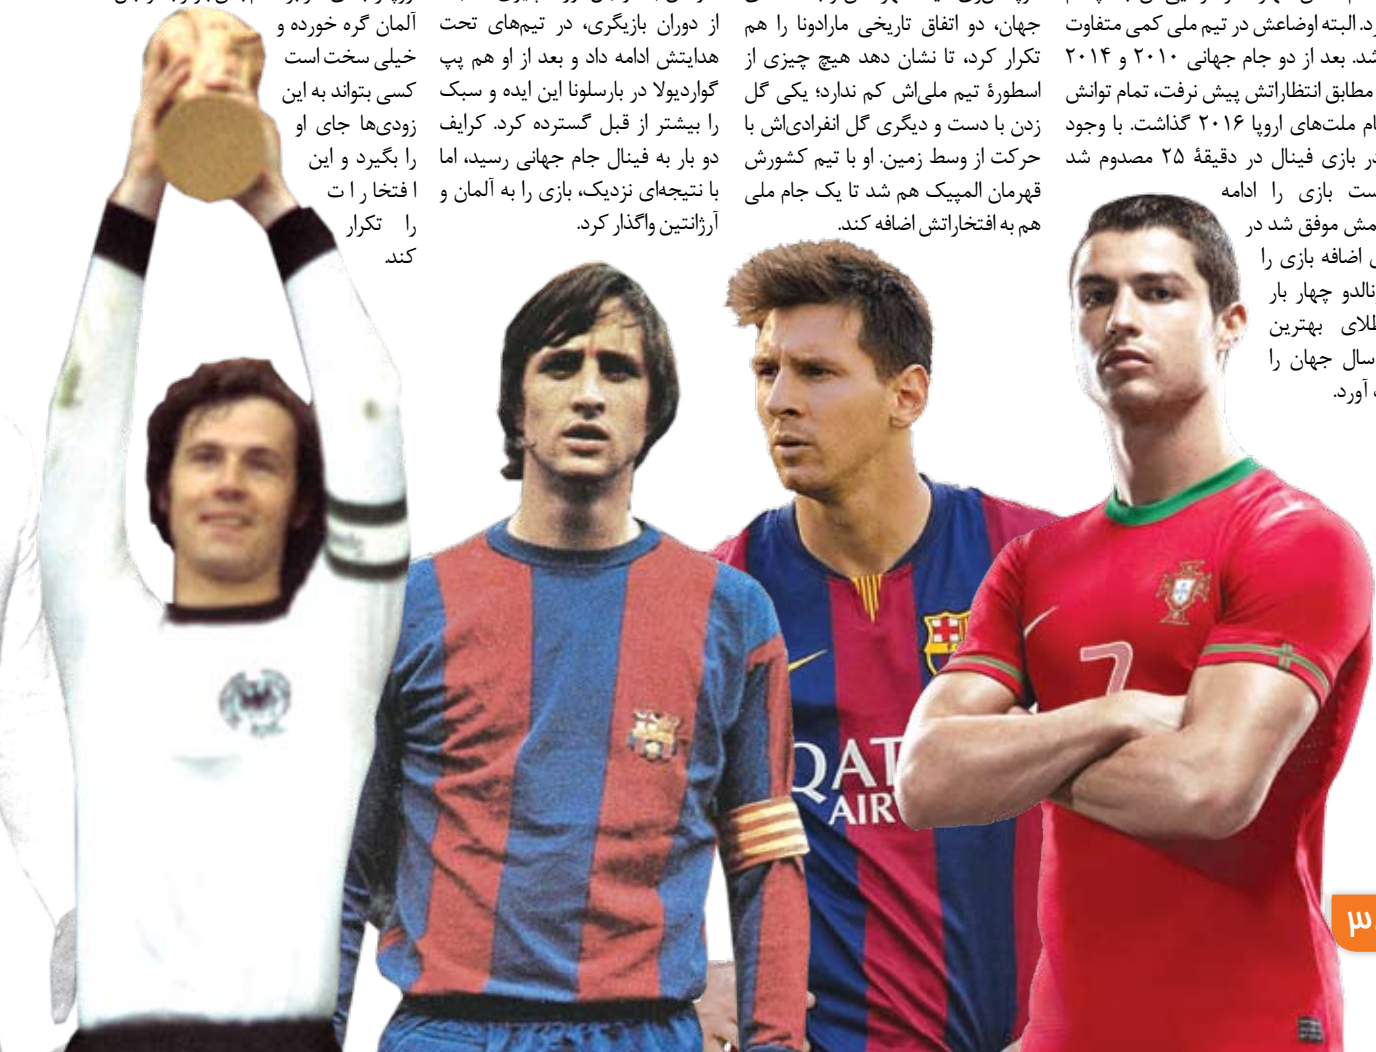 رد. البته اوضاعش در تیم ملی کمی متفاوت
شد. بعد از دو جام جهانی ۲۰۱۰ و ۲۰۱۴
مطابق انتظاراتش پیش نرفت، تمام توانش
ام ملت‌های اروپا ۲۰۱۶ گذاشت. با وجود
در بازی فینال در دقیقهٔ ۲۵ مصدوم شد
ست بازی را ادامه
مش موفق شد در
ی اضافه بازی را
نالدو چهار بار
طلای بهترین
سال جهان را
آورد.
جهان، دو اتفاق تاریخی مارادونا را هم
تکرار کرد، تا نشان دهد هیچ چیزی از
اسطورهٔ تیم ملی‌اش کم ندارد؛ یکی گل
زدن با دست و دیگری گل انفرادی‌اش با
حرکت از وسط زمین. او با تیم کشورش
قهرمان المپیک هم شد تا یک جام ملی
هم به افتخاراتش اضافه کند.
از دوران بازیگری، در تیم‌های تحت
هدایتش ادامه داد و بعد از او هم پپ
گواردیولا در بارسلونا این ایده و سبک
را بیشتر از قبل گسترده کرد. کرایف
دو بار به فینال جام جهانی رسید، اما
با نتیجه‌ای نزدیک، بازی را به آلمان و
آرژانتین واگذار کرد.
آلمان گره خورده و
خیلی سخت است
کسی بتواند به این
زودی‌ها جای او
را بگیرد و این
افتخارات
را تکرار
کند.
7
QAT
AIR
۳